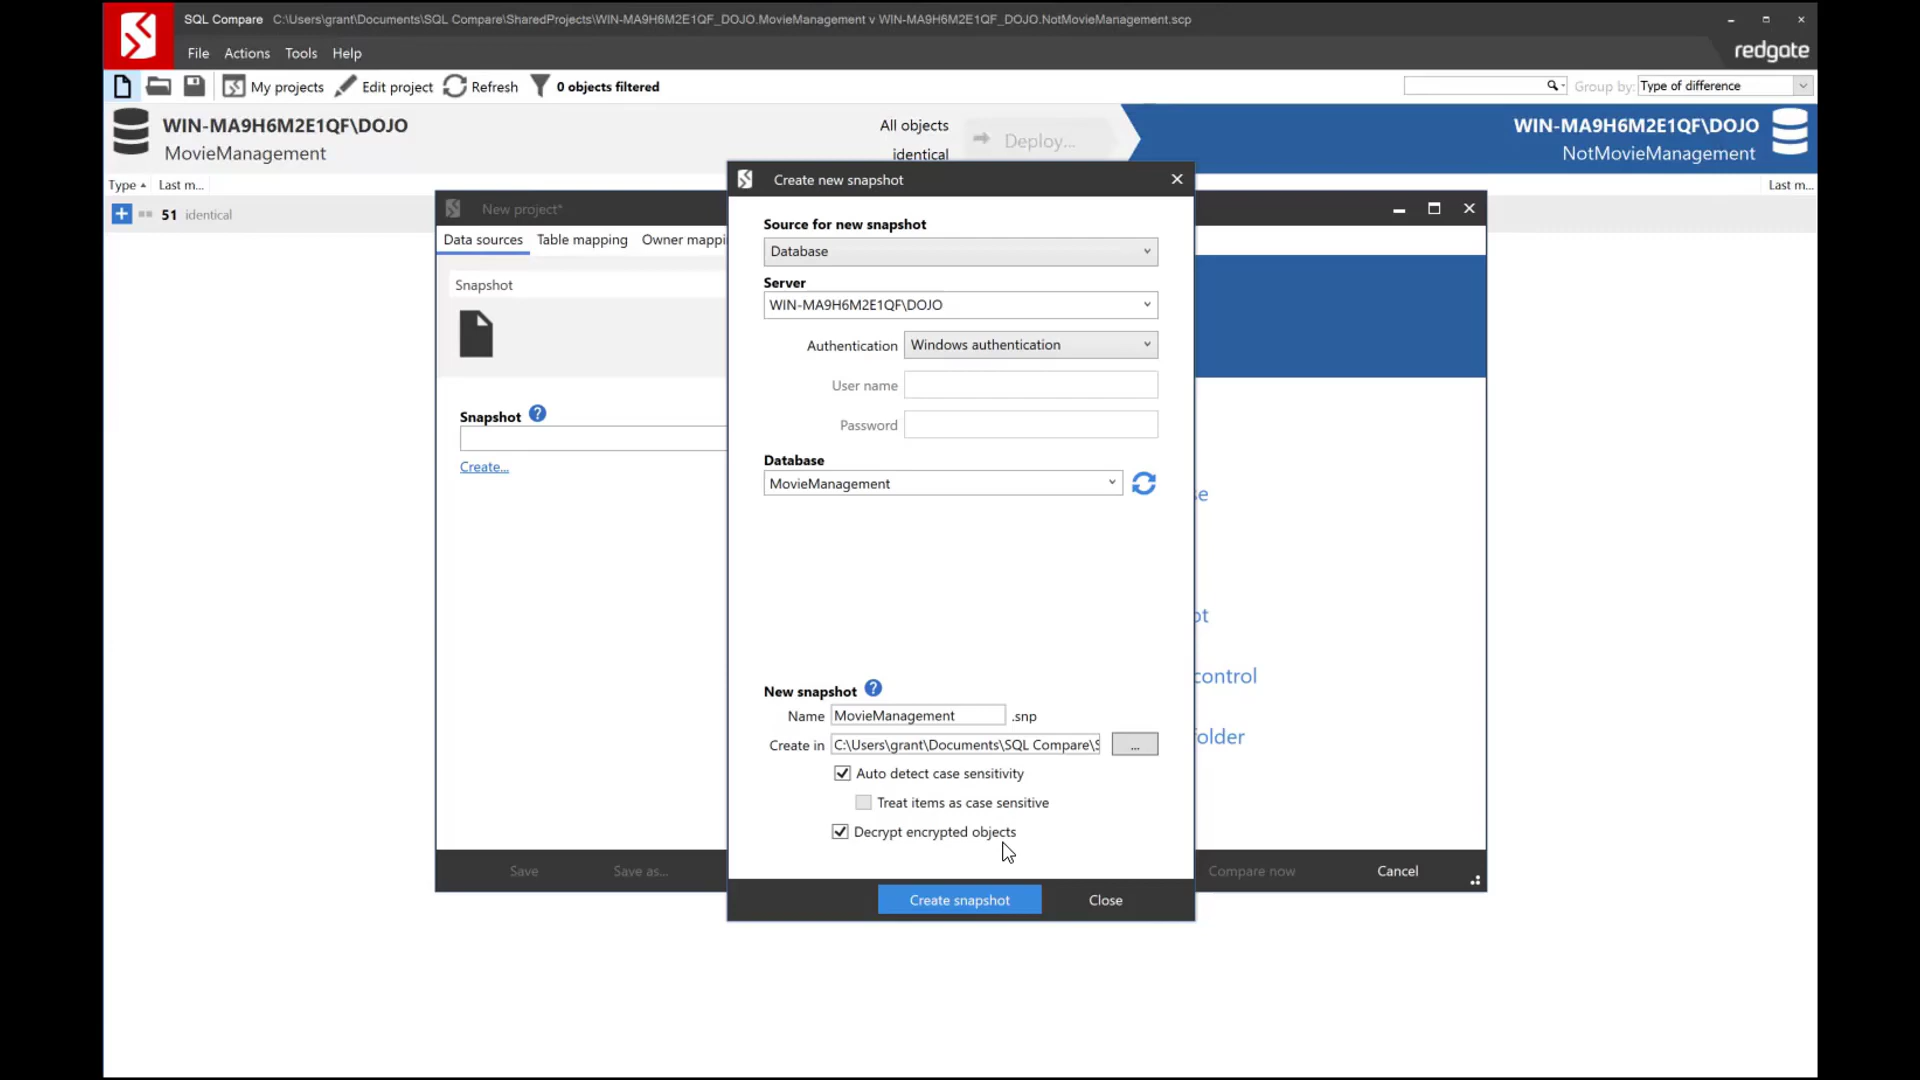 SQL Compare C:\Users\grant\Documents\SQL Compare\SharedProjects\WIN-MA9H6M2E1QF_DOJO.MovieManagement v WIN-MA9H6M2E1QF_DOJO.NotMovieManagement.scp
File Actions Tools Help
redgate
My projects Edit project Refresh 0 objects filtered Group by: Type of difference
WIN-MA9H6M2E1QF\DOJO
MovieManagement
All objects
identical
Deploy...
WIN-MA9H6M2E1QF\DOJO
NotMovieManagement
Type Last m... Last m...
51 identical
New project*
Data sources Table mapping Owner mappi
Snapshot
Snapshot
Create...
Create new snapshot
Source for new snapshot
Database
Server
WIN-MA9H6M2E1QF\DOJO
Authentication Windows authentication
User name
Password
Database
MovieManagement
New snapshot
Name MovieManagement .snp
Create in C:\Users\grant\Documents\SQL Compare\S ...
Auto detect case sensitivity
Treat items as case sensitive
Decrypt encrypted objects
Create snapshot Close
e
ot
control
older
Save Save as... Compare now Cancel